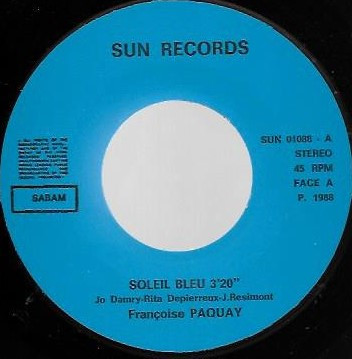 SUN RECORDS
SUN 01088 - A
STEREO
45 RPM
FACE A
P. 1988
SABAM
SOLEIL BLEU 3'20"
Jo Damry-Rita Depierreux-J.Resimont
Françoise PAQUAY